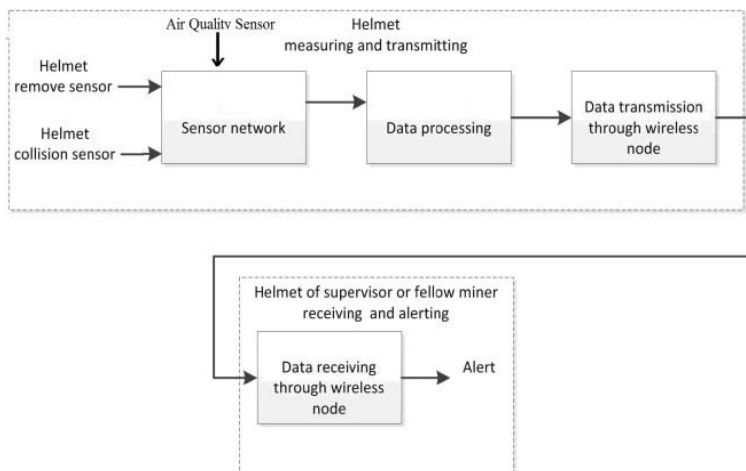 Air Quality Sensor
Helmet
measuring and transmitting
Helmet
remove sensor
Helmet
collision sensor
Sensor network
Data processing
Data transmission
through wireless
node
Helmet of supervisor or fellow miner
receiving and alerting
Data receiving
through wireless
node
Alert